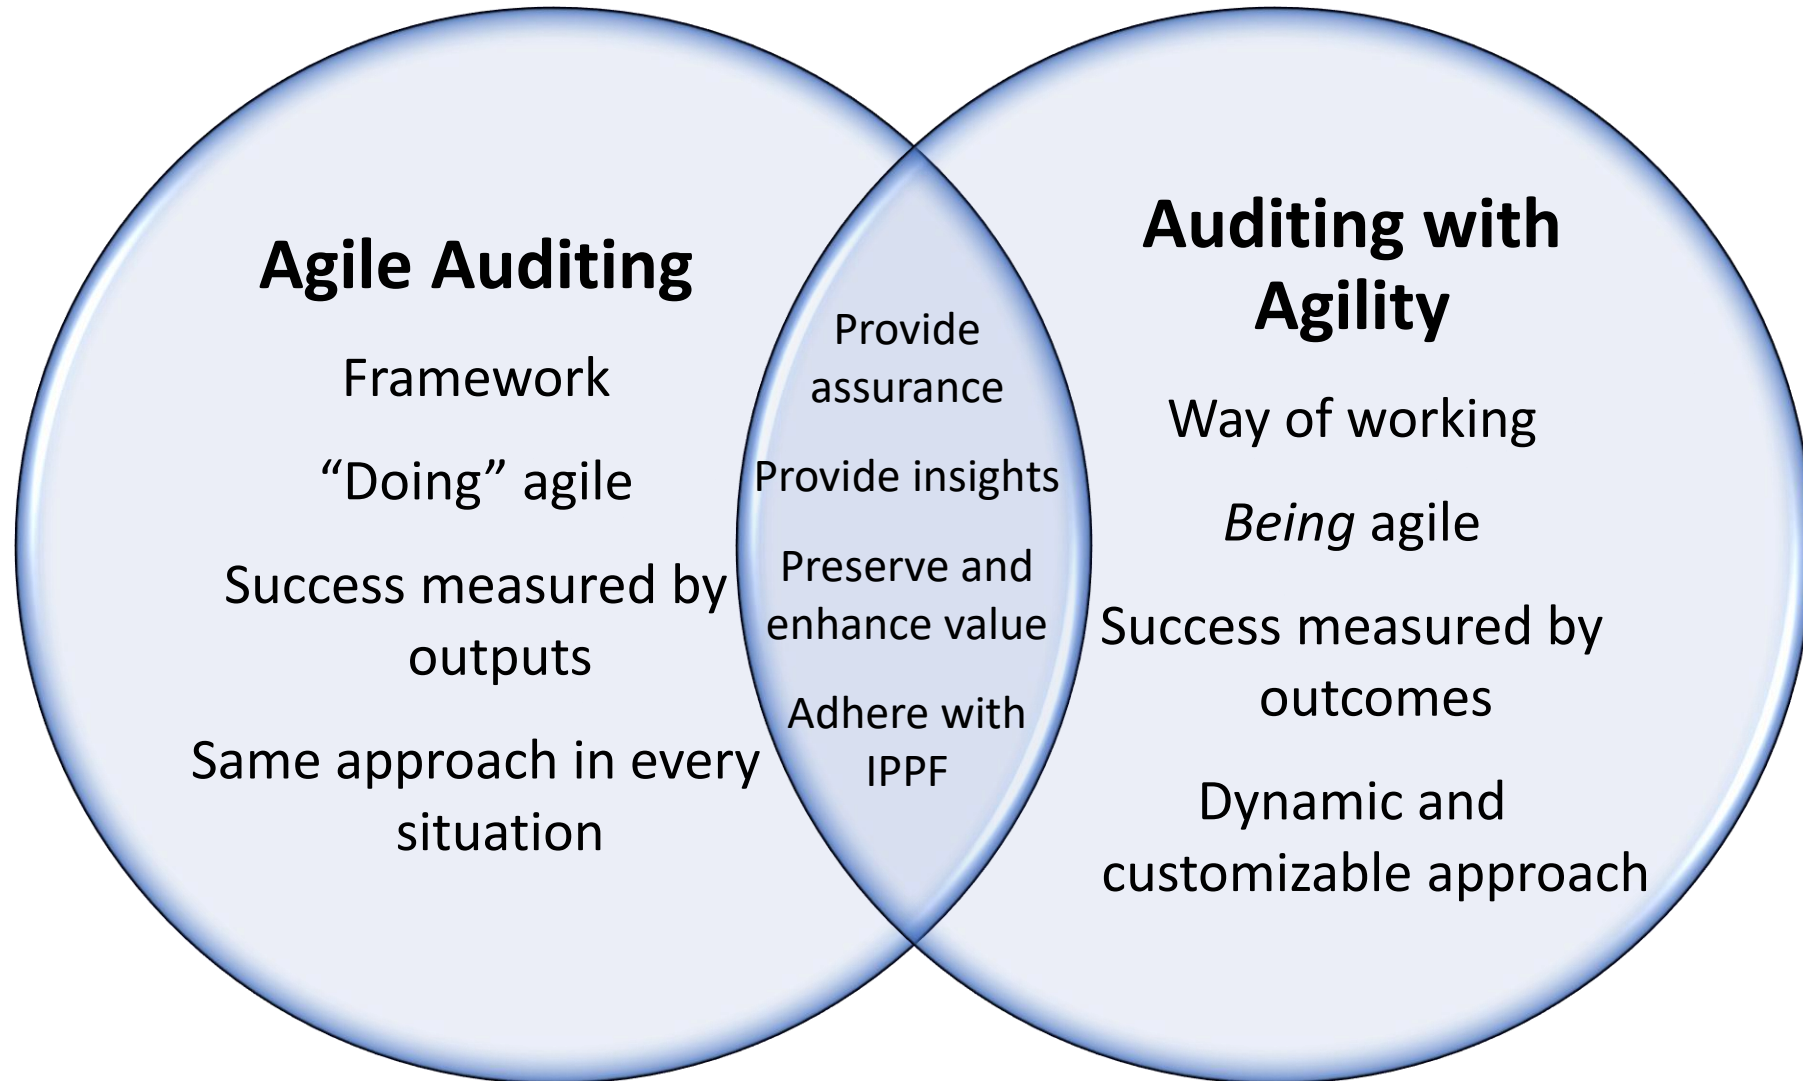 Agile Auditing
Framework
“Doing” agile
Success measured by
outputs
Same approach in every
situation
Provide
assurance
Provide insights
Preserve and
enhance value
Adhere with
IPPF
Auditing with
Agility
Way of working
Being agile
Success measured by
outcomes
Dynamic and
customizable approach